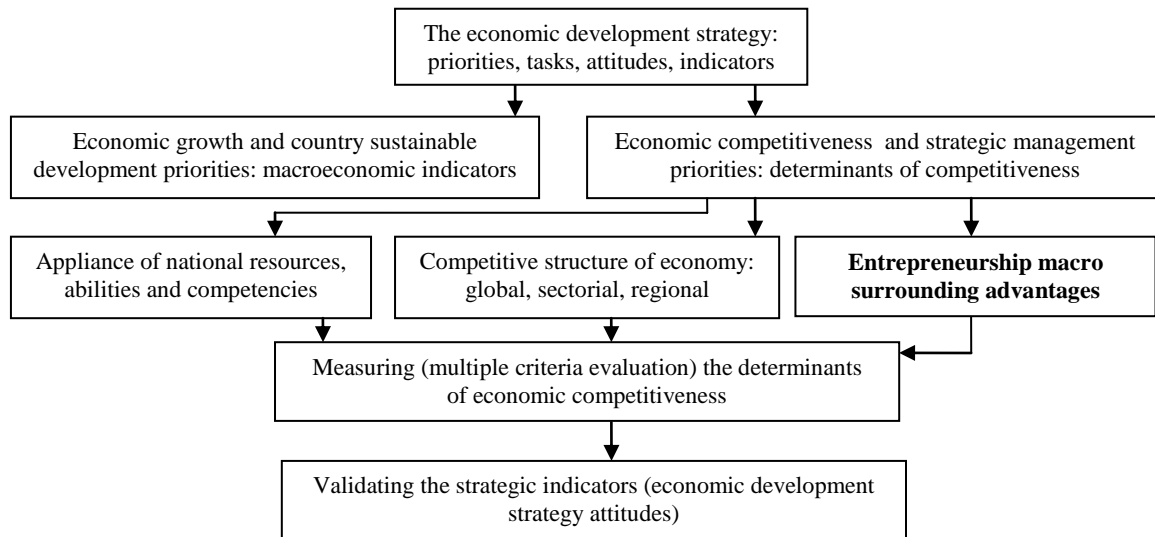 The economic development strategy:
priorities, tasks, attitudes, indicators
Economic growth and country sustainable
development priorities: macroeconomic indicators
Economic competitiveness and strategic management
priorities: determinants of competitiveness
Appliance of national resources,
abilities and competencies
Competitive structure of economy:
global, sectorial, regional
Entrepreneurship macro
surrounding advantages
Measuring (multiple criteria evaluation) the determinants
of economic competitiveness
Validating the strategic indicators (economic development
strategy attitudes)